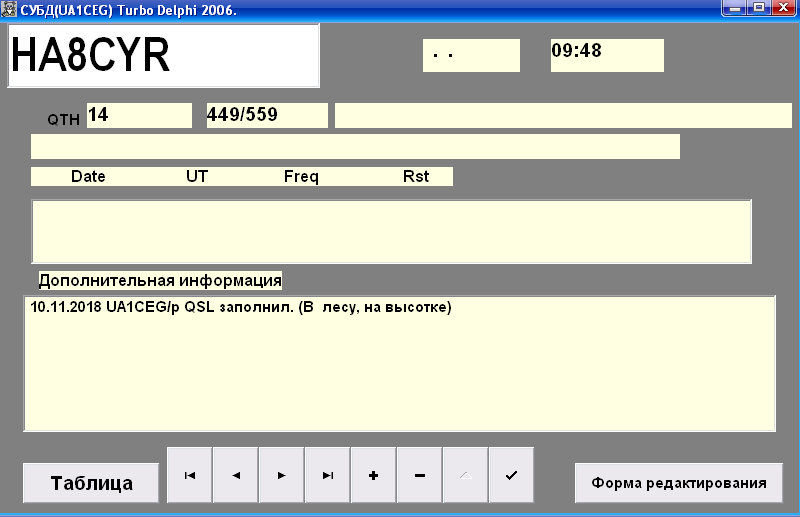 СУБД(UA1CEG) Turbo Delphi 2006.
HA8CYR
. . 09:48
QTH 14 449/559
Date UT Freq Rst
Дополнительная информация
10.11.2018 UA1CEG/p QSL заполнил. (В  лесу, на высотке)
Таблица Форма редактирования